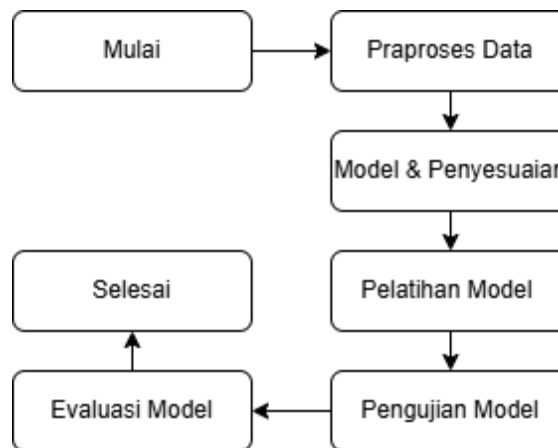 Mulai
Praproses Data
Model & Penyesuaian
Pelatihan Model
Pengujian Model
Evaluasi Model
Selesai